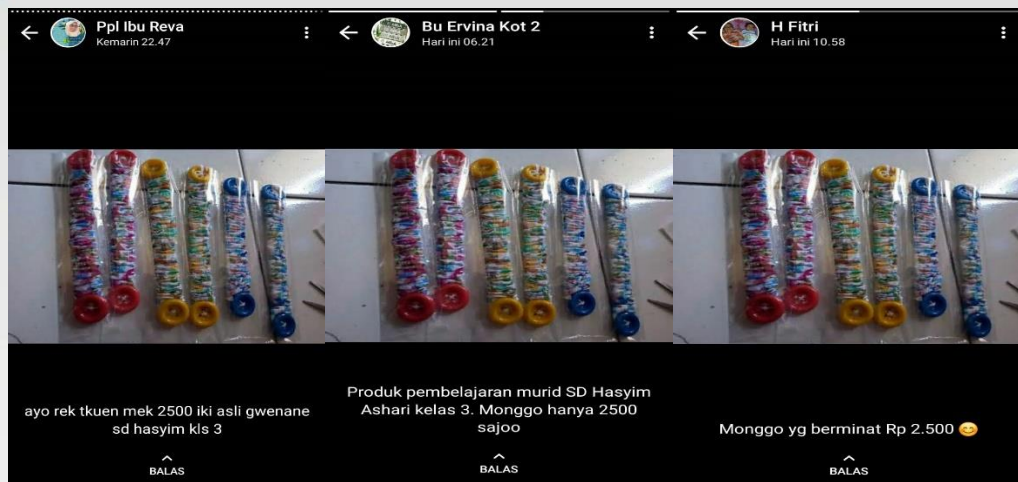 Ppl Ibu Reva
Kemarin 22.47
ayo rek tkuen mek 2500 iki asli gwenane
sd hasyim kls 3
BALAS
Bu Ervina Kot 2
Hari ini 06.21
Produk pembelajaran murid SD Hasyim
Ashari kelas 3. Monggo hanya 2500
sajoo
BALAS
H Fitri
Hari ini 10.58
Monggo yg berminat Rp 2.500 😊
BALAS